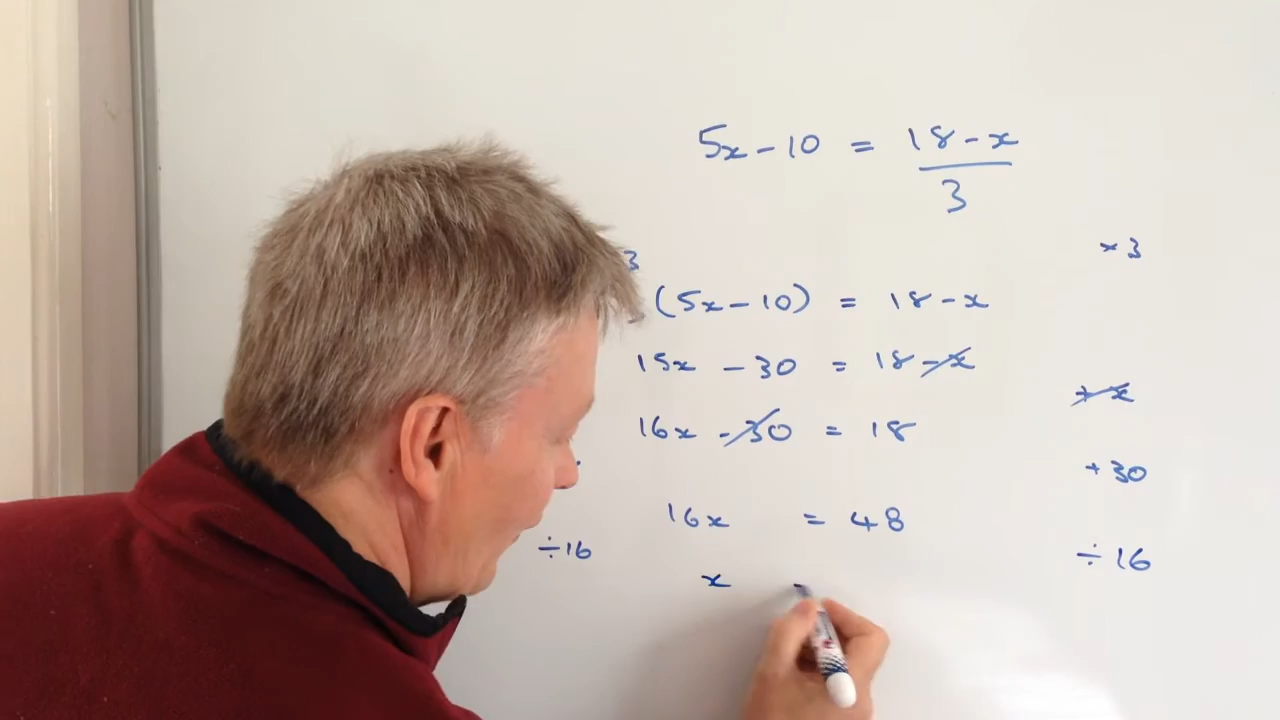 5x - 10 = 18 - x
3
3 × 3
(5x - 10) = 18 - x
15x - 30 = 18 - x
+ x
16x - 30 = 18
+ 30
16x = 48
÷16 ÷16
x